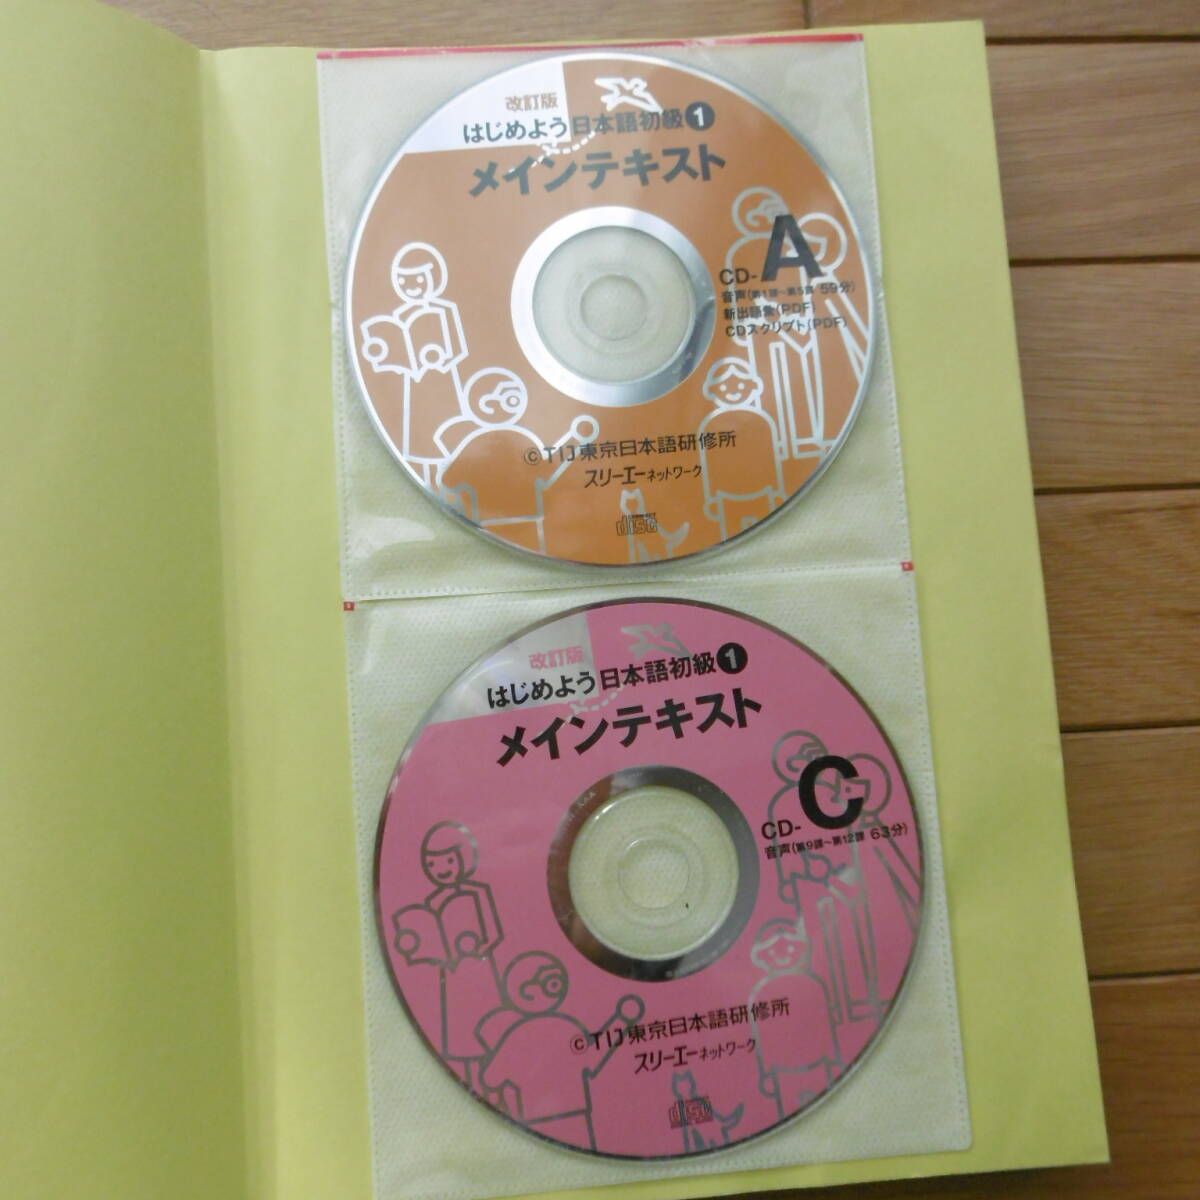 改訂版
はじめよう日本語初級1
メインテキスト
CD-A
音声(第1課～第5課 59分)
新出語彙(PDF)
CDスクリプト(PDF)
©TIJ東京日本語研修所
スリーエーネットワーク
disc
改訂版
はじめよう日本語初級1
メインテキスト
CD-C
音声(第9課～第12課 63分)
©TIJ東京日本語研修所
スリーエーネットワーク
disc